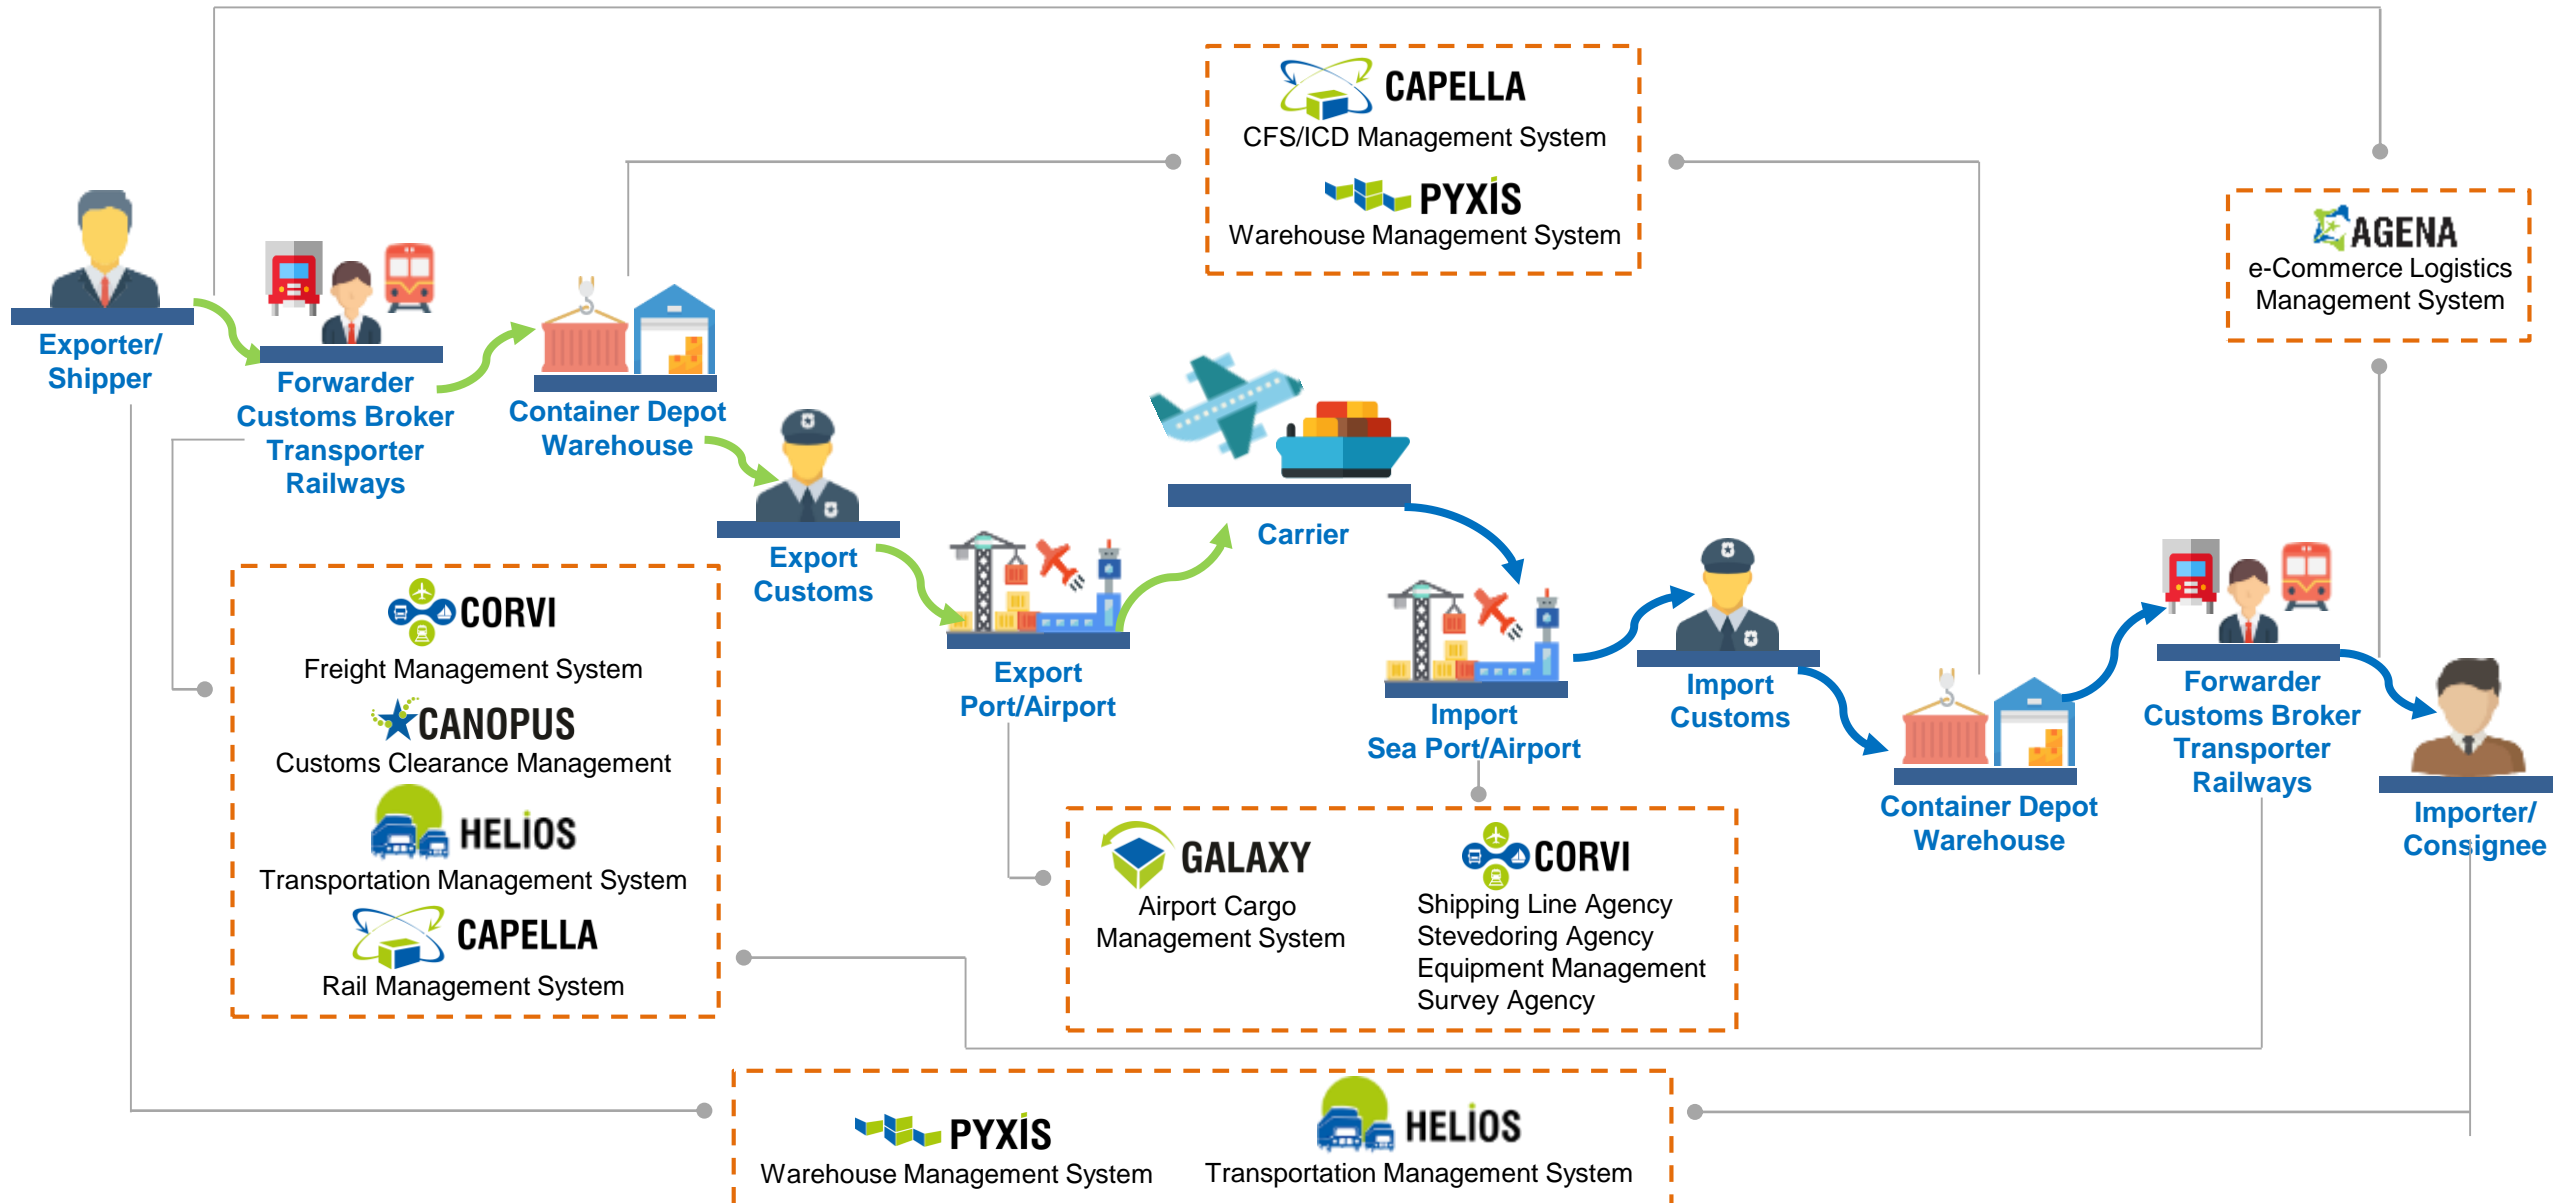 CAPELLA
CFS/ICD Management System
PYXIS
Warehouse Management System
AGENA
e-Commerce Logistics
Management System
Exporter/
Shipper
Forwarder
Customs Broker
Transporter
Railways
Container Depot
Warehouse
Export
Customs
Export
Port/Airport
Carrier
Import
Sea Port/Airport
Import
Customs
Container Depot
Warehouse
Forwarder
Customs Broker
Transporter
Railways
Importer/
Consignee
CORVI
Freight Management System
CANOPUS
Customs Clearance Management
HELIOS
Transportation Management System
CAPELLA
Rail Management System
GALAXY
Airport Cargo
Management System
CORVI
Shipping Line Agency
Stevedoring Agency
Equipment Management
Survey Agency
PYXIS
Warehouse Management System
HELIOS
Transportation Management System